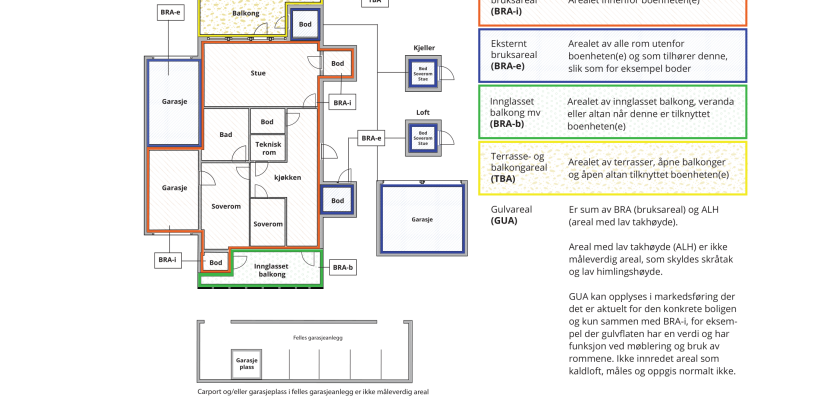 TBA
BRA-e
Balkong
Bod
Kjeller
Bod
Soverom
Stue
Stue
Bod
Garasje
BRA-i
Loft
Bod
Soverom
Stue
Bad
Bod
Teknisk
rom
BRA-e
Garasje
kjøkken
Soverom
Bod
Soverom
Garasje
BRA-i
Bod
Innglasset
balkong
BRA-b
Felles garasjeanlegg
Garasje
plass
Carport og/eller garasjeplass i felles garasjeanlegg er ikke måleverdig areal
bruksareal
(BRA-i)
Arealet innenfor boenheten(e)
Eksternt
bruksareal
(BRA-e)
Arealet av alle rom utenfor
boenheten(e) og som tilhører denne,
slik som for eksempel boder
Innglasset
balkong mv
(BRA-b)
Arealet av innglasset balkong, veranda
eller altan når denne er tilknyttet
boenheten(e)
Terrasse- og
balkongareal
(TBA)
Arealet av terrasser, åpne balkonger
og åpen altan tilknyttet boenheten(e)
Gulvareal
(GUA)
Er sum av BRA (bruksareal) og ALH
(areal med lav takhøyde).
Areal med lav takhøyde (ALH) er ikke
måleverdig areal, som skyldes skråtak
og lav himlingshøyde.
GUA kan opplyses i markedsføring der
det er aktuelt for den konkrete boligen
og kun sammen med BRA-i, for eksem-
pel der gulvflaten har en verdi og har
funksjon ved møblering og bruk av
rommene. Ikke innredet areal som
kaldloft, måles og oppgis normalt ikke.